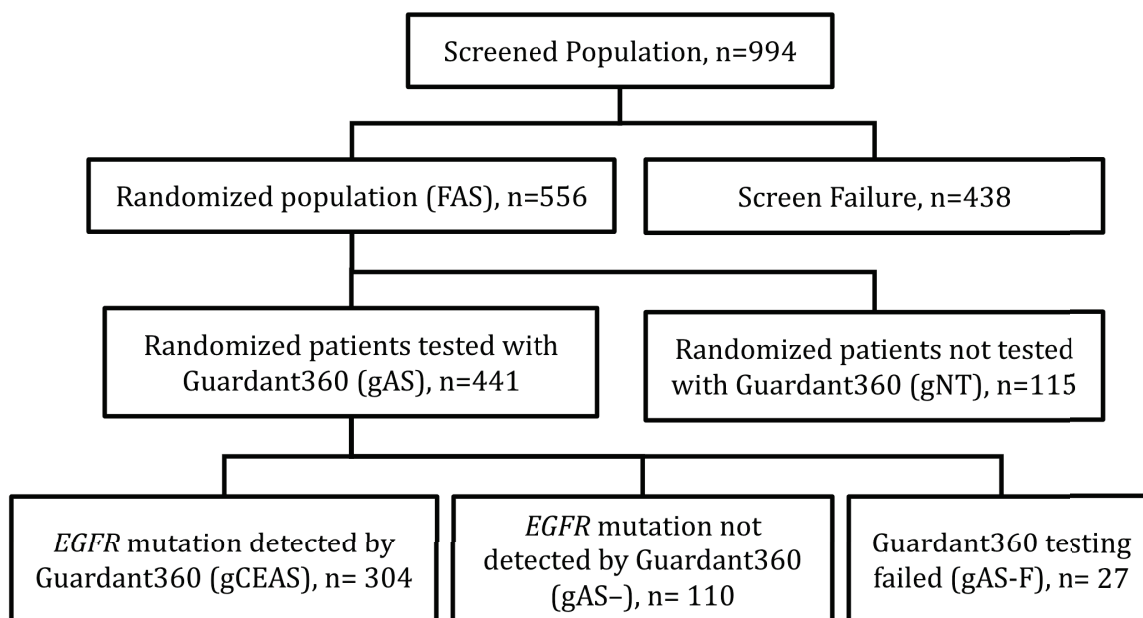 Screened Population, n=994
Randomized population (FAS), n=556
Screen Failure, n=438
Randomized patients tested with
Guardant360 (gAS), n=441
Randomized patients not tested
with Guardant360 (gNT), n=115
EGFR mutation detected by
Guardant360 (gCEAS), n= 304
EGFR mutation not
detected by Guardant360
(gAS–), n= 110
Guardant360 testing
failed (gAS-F), n= 27